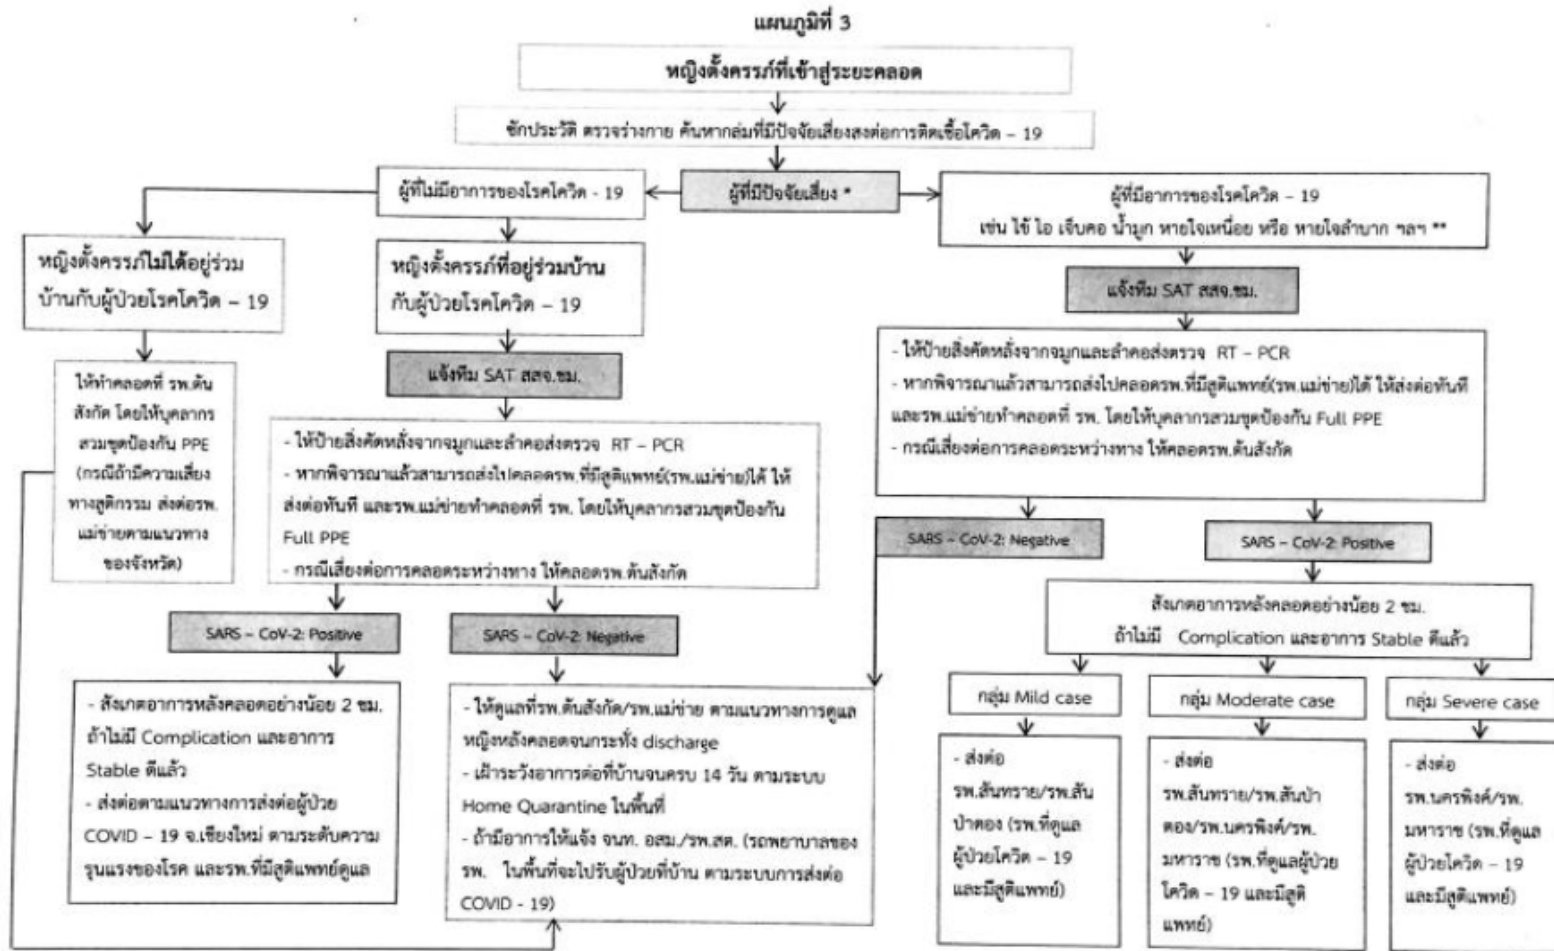 แผนภูมิที่ 3
หญิงตั้งครรภ์ที่เข้าสู่ระยะคลอด
ซักประวัติ ตรวจร่างกาย ค้นหากลุ่มที่มีปัจจัยเสี่ยงสูงต่อการติดเชื้อโควิด – 19
ผู้ที่ไม่มีอาการของโรคโควิด - 19
ผู้ที่มีปัจจัยเสี่ยง *
ผู้ที่มีอาการของโรคโควิด – 19
เช่น ไข้ ไอ เจ็บคอ น้ำมูก หายใจเหนื่อย หรือ หายใจลำบาก ฯลฯ **
หญิงตั้งครรภ์ไม่ได้อยู่ร่วม
บ้านกับผู้ป่วยโรคโควิด – 19
หญิงตั้งครรภ์ที่อยู่ร่วมบ้าน
กับผู้ป่วยโรคโควิด – 19
แจ้งทีม SAT สสจ.ชม.
ให้ทำคลอดที่ รพ.ต้น
สังกัด โดยให้บุคลากร
สวมชุดป้องกัน PPE
(กรณีถ้ามีความเสี่ยง
ทางสูติกรรม ส่งต่อรพ.
แม่ข่ายตามแนวทาง
ของจังหวัด)
แจ้งทีม SAT สสจ.ชม.
- ให้ป้ายสิ่งคัดหลั่งจากจมูกและลำคอส่งตรวจ RT – PCR
- หากพิจารณาแล้วสามารถส่งไปคลอดรพ.ที่มีสูติแพทย์(รพ.แม่ข่าย)ได้ ให้
ส่งต่อทันที และรพ.แม่ข่ายทำคลอดที่ รพ. โดยให้บุคลากรสวมชุดป้องกัน
Full PPE
- กรณีเสี่ยงต่อการคลอดระหว่างทาง ให้คลอดรพ.ต้นสังกัด
- ให้ป้ายสิ่งคัดหลั่งจากจมูกและลำคอส่งตรวจ RT – PCR
- หากพิจารณาแล้วสามารถส่งไปคลอดรพ.ที่มีสูติแพทย์(รพ.แม่ข่าย)ได้ ให้ส่งต่อทันที
และรพ.แม่ข่ายทำคลอดที่ รพ. โดยให้บุคลากรสวมชุดป้องกัน Full PPE
- กรณีเสี่ยงต่อการคลอดระหว่างทาง ให้คลอดรพ.ต้นสังกัด
SARS – CoV-2: Negative
SARS – CoV-2: Positive
SARS – CoV-2: Positive
SARS – CoV-2: Negative
สังเกตอาการหลังคลอดอย่างน้อย 2 ชม.
ถ้าไม่มี Complication และอาการ Stable ดีแล้ว
- สังเกตอาการหลังคลอดอย่างน้อย 2 ชม.
ถ้าไม่มี Complication และอาการ
Stable ดีแล้ว
- ส่งต่อตามแนวทางการส่งต่อผู้ป่วย
COVID – 19 จ.เชียงใหม่ ตามระดับความ
รุนแรงของโรค และรพ.ที่มีสูติแพทย์ดูแล
- ให้ดูแลที่รพ.ต้นสังกัด/รพ.แม่ข่าย ตามแนวทางการดูแล
หญิงหลังคลอดจนกระทั่ง discharge
- เฝ้าระวังอาการต่อที่บ้านจนครบ 14 วัน ตามระบบ
Home Quarantine ในพื้นที่
- ถ้ามีอาการให้แจ้ง จนท. อสม./รพ.สต. (รถพยาบาลของ
รพ. ในพื้นที่จะไปรับผู้ป่วยที่บ้าน ตามระบบการส่งต่อ
COVID - 19)
กลุ่ม Mild case
กลุ่ม Moderate case
กลุ่ม Severe case
- ส่งต่อ
รพ.สันทราย/รพ.สัน
ป่าตอง (รพ.ที่ดูแล
ผู้ป่วยโควิด – 19
และมีสูติแพทย์)
- ส่งต่อ
รพ.สันทราย/รพ.สันป่า
ตอง/รพ.นครพิงค์/รพ.
มหาราช (รพ.ที่ดูแลผู้ป่วย
โควิด – 19 และมีสูติ
แพทย์)
- ส่งต่อ
รพ.นครพิงค์/รพ.
มหาราช (รพ.ที่ดูแล
ผู้ป่วยโควิด – 19
และมีสูติแพทย์)